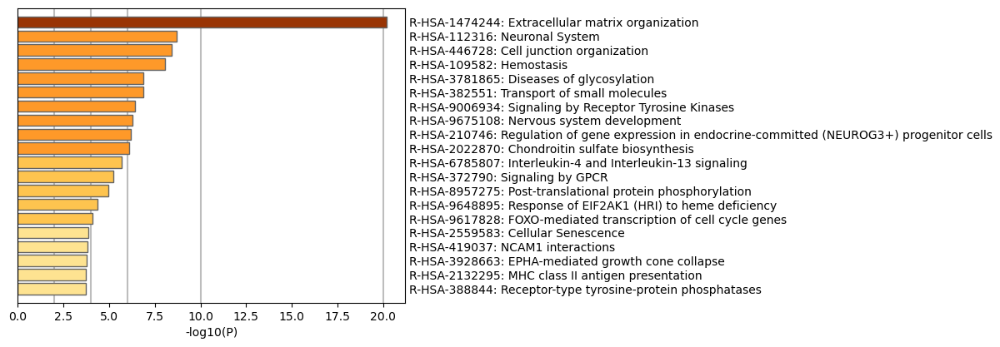 R-HSA-1474244: Extracellular matrix organization
R-HSA-112316: Neuronal System
R-HSA-446728: Cell junction organization
R-HSA-109582: Hemostasis
R-HSA-3781865: Diseases of glycosylation
R-HSA-382551: Transport of small molecules
R-HSA-9006934: Signaling by Receptor Tyrosine Kinases
R-HSA-9675108: Nervous system development
R-HSA-210746: Regulation of gene expression in endocrine-committed (NEUROG3+) progenitor cells
R-HSA-2022870: Chondroitin sulfate biosynthesis
R-HSA-6785807: Interleukin-4 and Interleukin-13 signaling
R-HSA-372790: Signaling by GPCR
R-HSA-8957275: Post-translational protein phosphorylation
R-HSA-9648895: Response of EIF2AK1 (HRI) to heme deficiency
R-HSA-9617828: FOXO-mediated transcription of cell cycle genes
R-HSA-2559583: Cellular Senescence
R-HSA-419037: NCAM1 interactions
R-HSA-3928663: EPHA-mediated growth cone collapse
R-HSA-2132295: MHC class II antigen presentation
R-HSA-388844: Receptor-type tyrosine-protein phosphatases
0.0 2.5 5.0 7.5 10.0 12.5 15.0 17.5 20.0
-log10(P)